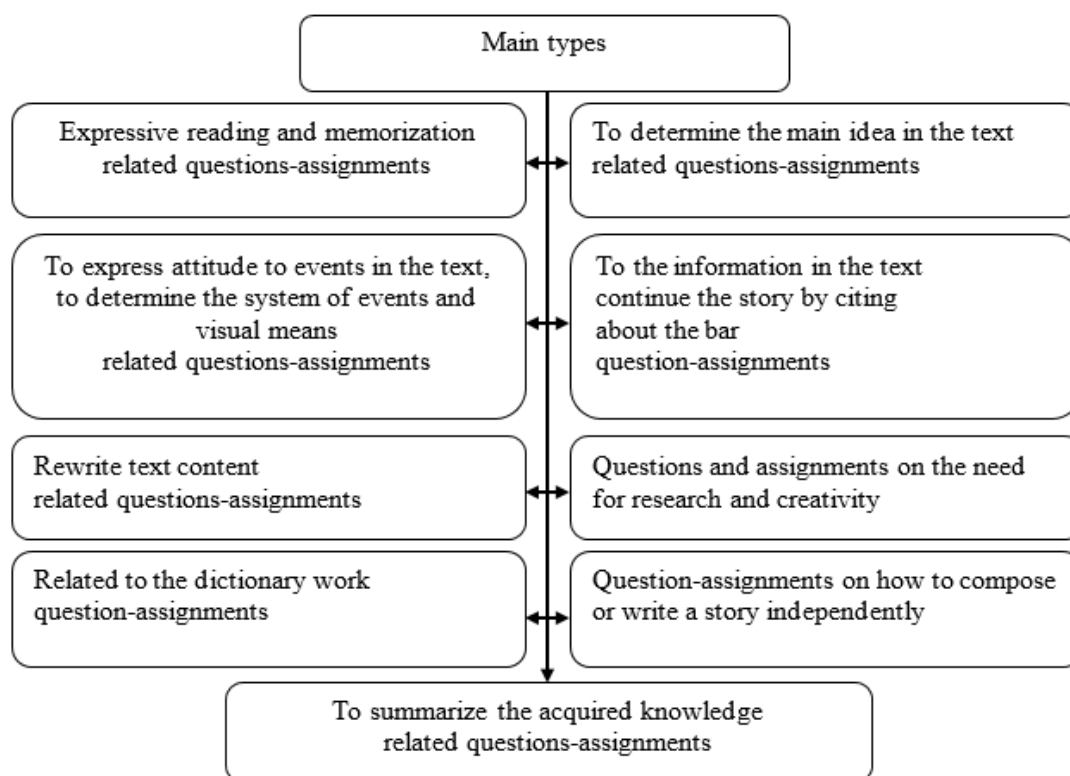 Main types
Expressive reading and memorization
related questions-assignments
To determine the main idea in the text
related questions-assignments
To express attitude to events in the text,
to determine the system of events and
visual means
related questions-assignments
To the information in the text
continue the story by citing
about the bar
question-assignments
Rewrite text content
related questions-assignments
Questions and assignments on the need
for research and creativity
Related to the dictionary work
question-assignments
Question-assignments on how to compose
or write a story independently
To summarize the acquired knowledge
related questions-assignments